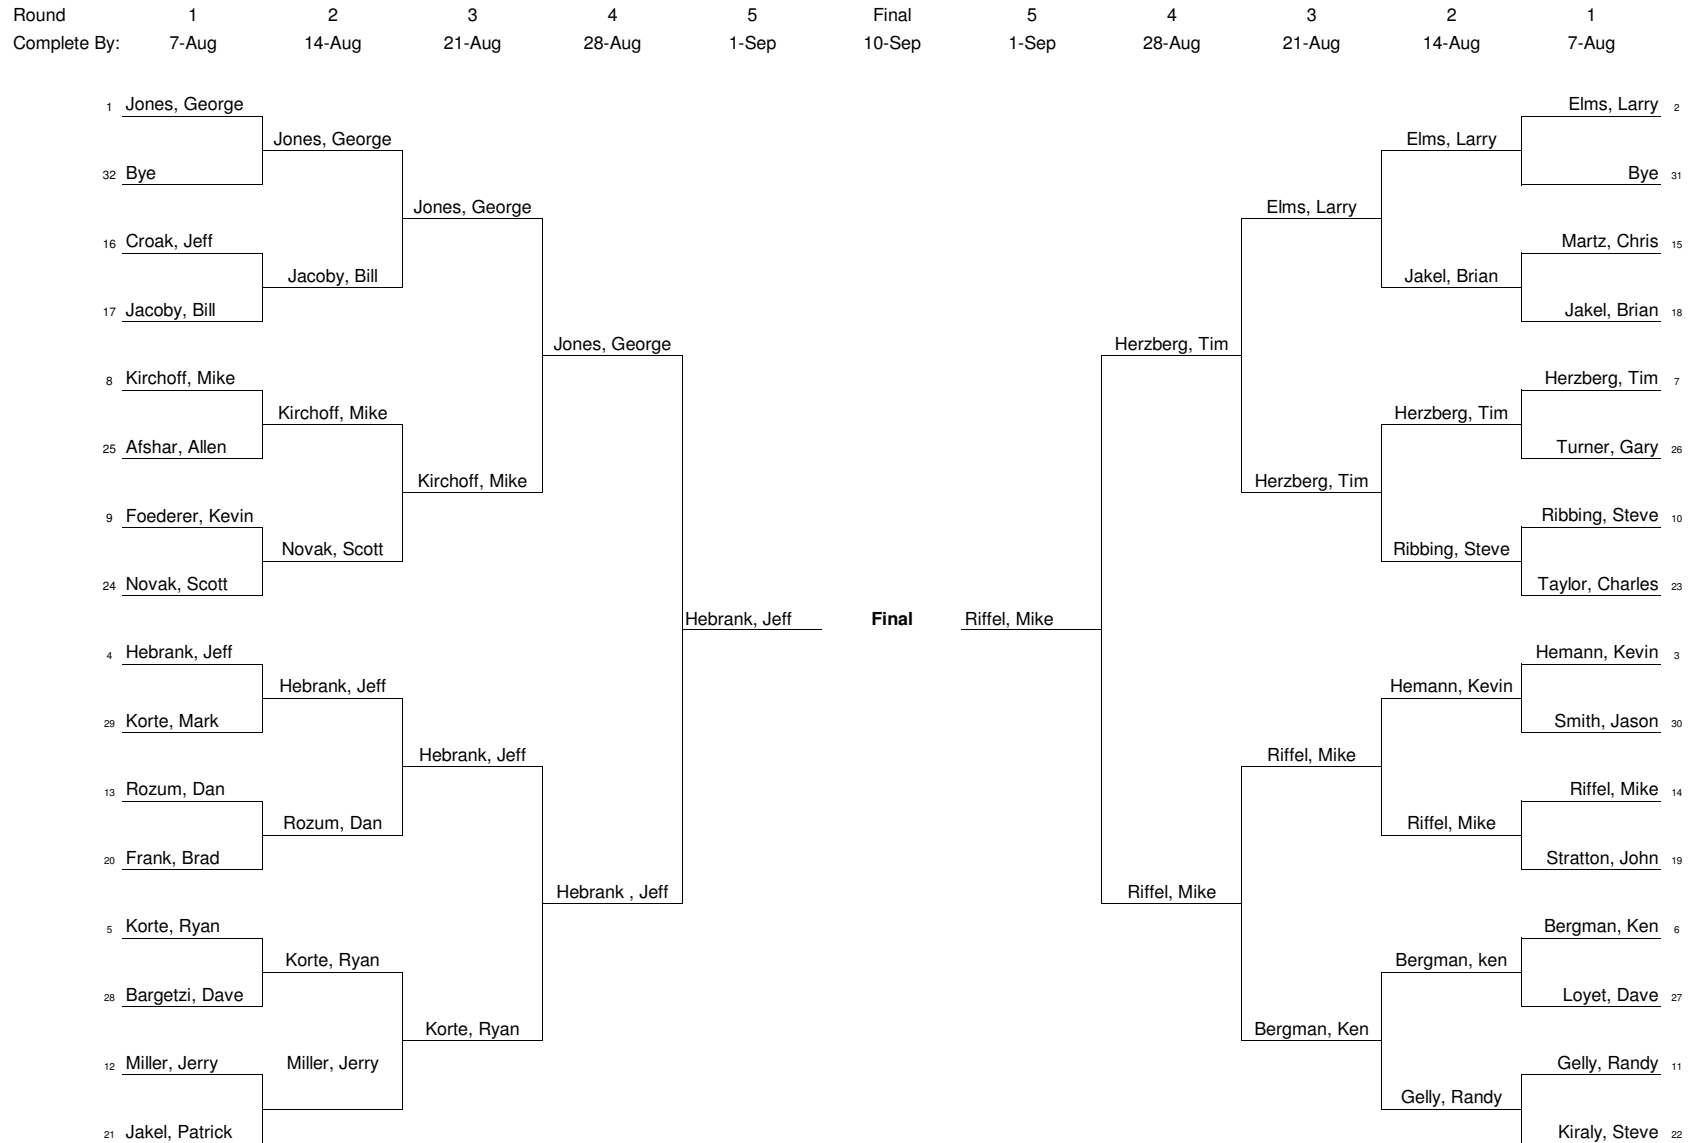 Round 1 2 3 4 5 Final 5 4 3 2 1
Complete By: 7-Aug 14-Aug 21-Aug 28-Aug 1-Sep 10-Sep 1-Sep 28-Aug 21-Aug 14-Aug 7-Aug
1 Jones, George Elms, Larry 2
Jones, George Elms, Larry
32 Bye Bye 31
Jones, George Elms, Larry
16 Croak, Jeff Martz, Chris 15
Jacoby, Bill Jakel, Brian
17 Jacoby, Bill Jakel, Brian 18
Jones, George Herzberg, Tim
8 Kirchoff, Mike Herzberg, Tim 7
Kirchoff, Mike Herzberg, Tim
25 Afshar, Allen Turner, Gary 26
Kirchoff, Mike Herzberg, Tim
9 Foederer, Kevin Ribbing, Steve 10
Novak, Scott Ribbing, Steve
24 Novak, Scott Taylor, Charles 23
Hebrank, Jeff Final Riffel, Mike
4 Hebrank, Jeff Hemann, Kevin 3
Hebrank, Jeff Hemann, Kevin
29 Korte, Mark Smith, Jason 30
Hebrank, Jeff Riffel, Mike
13 Rozum, Dan Riffel, Mike 14
Rozum, Dan Riffel, Mike
20 Frank, Brad Stratton, John 19
Hebrank , Jeff Riffel, Mike
5 Korte, Ryan Bergman, Ken 6
Korte, Ryan Bergman, ken
28 Bargetzi, Dave Loyet, Dave 27
Korte, Ryan Bergman, Ken
12 Miller, Jerry Miller, Jerry Gelly, Randy 11
Gelly, Randy
21 Jakel, Patrick Kiraly, Steve 22